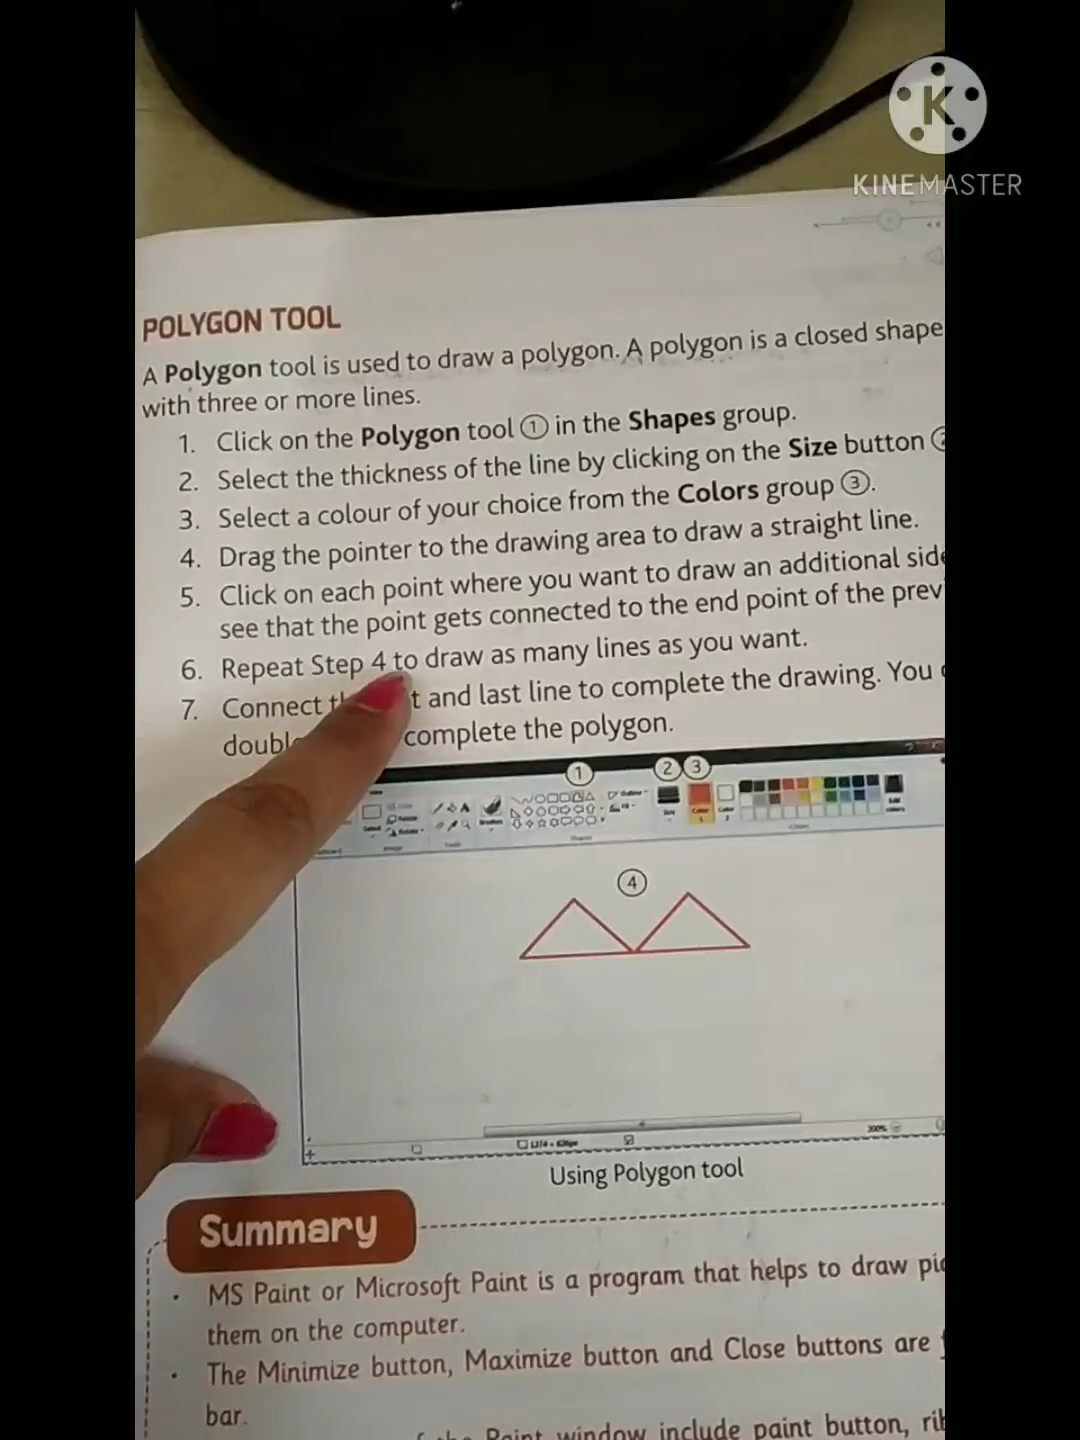 K
KINEMASTER
POLYGON TOOL
A Polygon tool is used to draw a polygon. A polygon is a closed shape
with three or more lines.
1. Click on the Polygon tool ① in the Shapes group.
2. Select the thickness of the line by clicking on the Size button
3. Select a colour of your choice from the Colors group ③.
4. Drag the pointer to the drawing area to draw a straight line.
5. Click on each point where you want to draw an additional
see that the point gets connected to the end point of the
6. Repeat Step 4 to draw as many lines as you want.
7. Connect and last line to complete the drawing. You
complete the polygon.
① ② ③
Select
Brushes
Shapes
Size
Colors
④
Using Polygon tool
Summary
• MS Paint or Microsoft Paint is a program that helps to draw
them on the computer.
• The Minimize button, Maximize button and Close buttons are
bar.
Paint window include paint button,